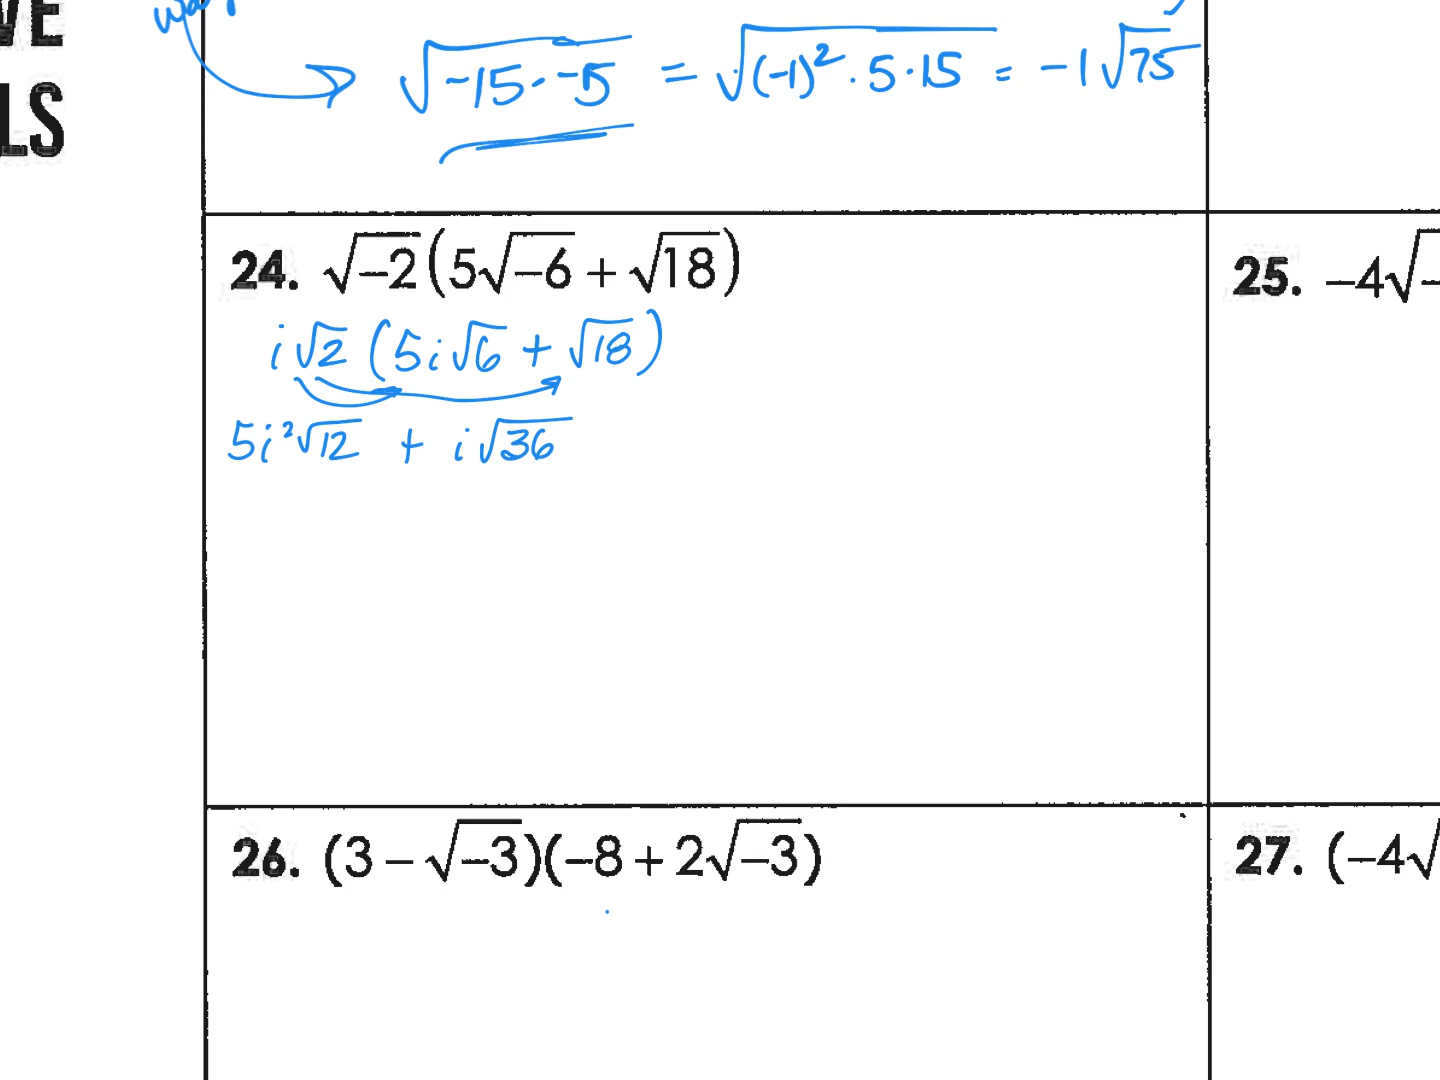 VE
LS
way
√-15 · -5 = √(-1)² · 5 · 15 = -1√75
24. √-2(5√-6 + √18)
i√2(5i√6 + √18)
5i²√12 + i√36
25. -4√-
26. (3 - √-3)(-8 + 2√-3)
27. (-4√